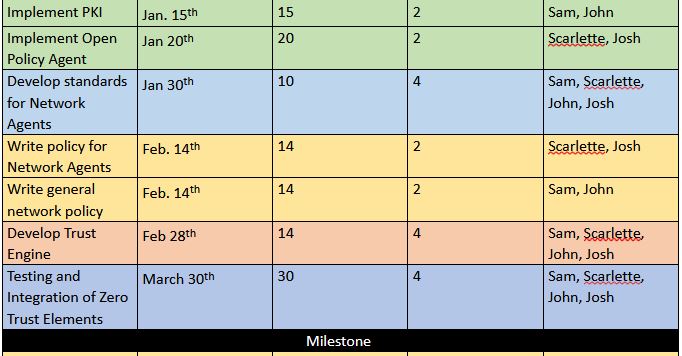 Implement PKI Jan. 15th 15 2 Sam, John
Implement Open Jan 20th 20 2 Scarlette, Josh
Policy Agent
Develop standards Jan 30th 10 4 Sam, Scarlette,
for Network John, Josh
Agents
Write policy for Feb. 14th 14 2 Scarlette, Josh
Network Agents
Write general Feb. 14th 14 2 Sam, John
network policy
Develop Trust Feb 28th 14 4 Sam, Scarlette,
Engine John, Josh
Testing and March 30th 30 4 Sam, Scarlette,
Integration of Zero John, Josh
Trust Elements
Milestone